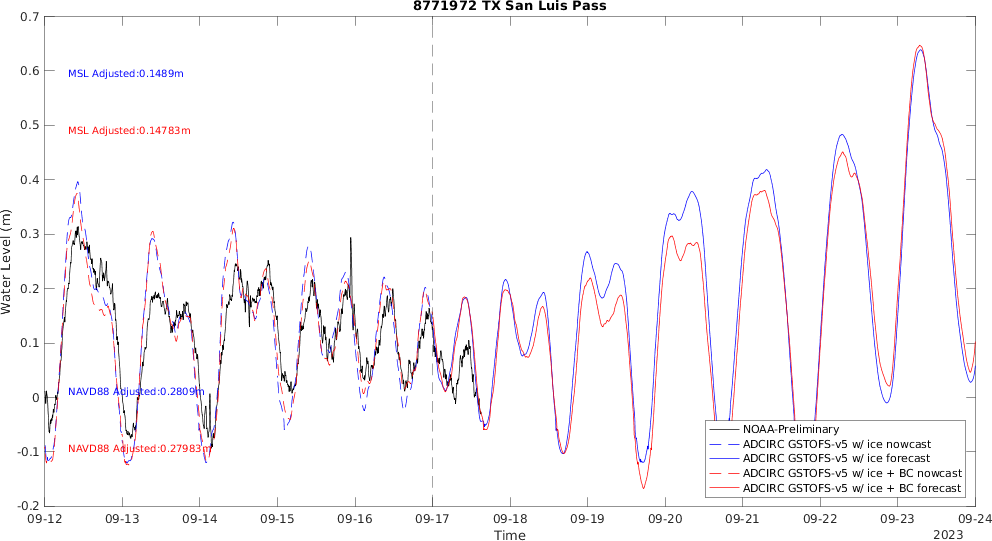 8771972 TX San Luis Pass
0.7
0.6
0.5
0.4
0.3
0.2
0.1
0
-0.1
-0.2
Water Level (m)
MSL Adjusted:0.1489m
MSL Adjusted:0.14783m
NAVD88 Adjusted:0.2809m
NAVD88 Adjusted:0.27983m
NOAA-Preliminary
ADCIRC GSTOFS-v5 w/ ice nowcast
ADCIRC GSTOFS-v5 w/ ice forecast
ADCIRC GSTOFS-v5 w/ ice + BC nowcast
ADCIRC GSTOFS-v5 w/ ice + BC forecast
09-12 09-13 09-14 09-15 09-16 09-17 09-18 09-19 09-20 09-21 09-22 09-23 09-24
Time
2023